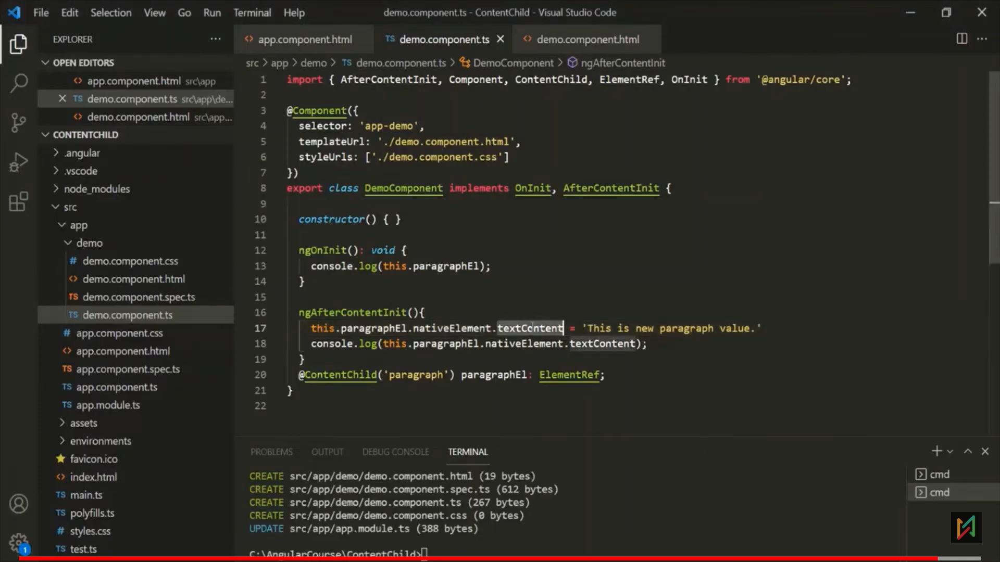 File Edit Selection View Go Run Terminal Help demo.component.ts - ContentChild - Visual Studio Code
EXPLORER ...
OPEN EDITORS
app.component.html src\app
demo.component.ts src\app\de...
demo.component.html src\app...
CONTENTCHILD
.angular
.vscode
node_modules
src
app
demo
demo.component.css
demo.component.html
TS demo.component.spec.ts
TS demo.component.ts
app.component.css
app.component.html
TS app.component.spec.ts
TS app.component.ts
TS app.module.ts
assets
environments
favicon.ico
index.html
TS main.ts
TS polyfills.ts
# styles.css
TS test.ts
1
app.component.html TS demo.component.ts demo.component.html
src > app > demo > TS demo.component.ts > DemoComponent > ngAfterContentInit
1 import { AfterContentInit, Component, ContentChild, ElementRef, OnInit } from '@angular/core';
2
3 @Component({
4 selector: 'app-demo',
5 templateUrl: './demo.component.html',
6 styleUrls: ['./demo.component.css']
7 })
8 export class DemoComponent implements OnInit, AfterContentInit {
9
10 constructor() { }
11
12 ngOnInit(): void {
13 console.log(this.paragraphEl);
14 }
15
16 ngAfterContentInit(){
17 this.paragraphEl.nativeElement.textContent = 'This is new paragraph value.'
18 console.log(this.paragraphEl.nativeElement.textContent);
19 }
20 @ContentChild('paragraph') paragraphEl: ElementRef;
21 }
22
PROBLEMS OUTPUT DEBUG CONSOLE TERMINAL
CREATE src/app/demo/demo.component.html (19 bytes)
CREATE src/app/demo/demo.component.spec.ts (612 bytes)
CREATE src/app/demo/demo.component.ts (267 bytes)
CREATE src/app/demo/demo.component.css (0 bytes)
UPDATE src/app/app.module.ts (388 bytes)
C:\AngularCourse\ContentChild>
cmd
cmd